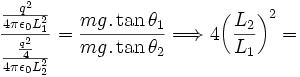 \frac{\frac{q^2}{4\pi\epsilon_0 L_1^2}}{\frac{\frac{q^2}{4}}{4\pi\epsilon_0 L_2^2}} = \frac{mg.\tan\theta_1}{mg.\tan\theta_2} \Longrightarrow 4\left(\frac{L_2}{L_1}\right)^2 =